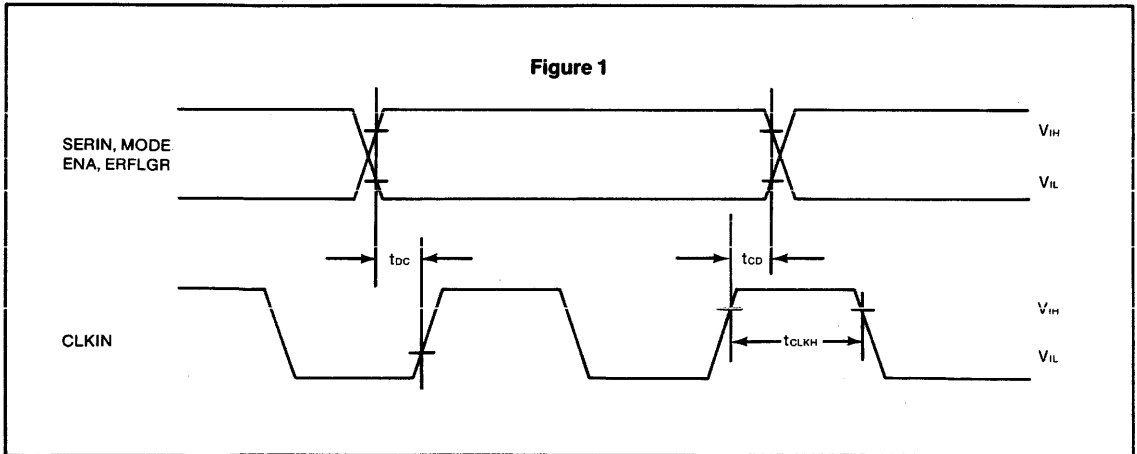 Figure 1
SERIN, MODE
ENA, ERFLGR
VIH
VIL
tDC
tCD
CLKIN
VIH
tCLKH
VIL